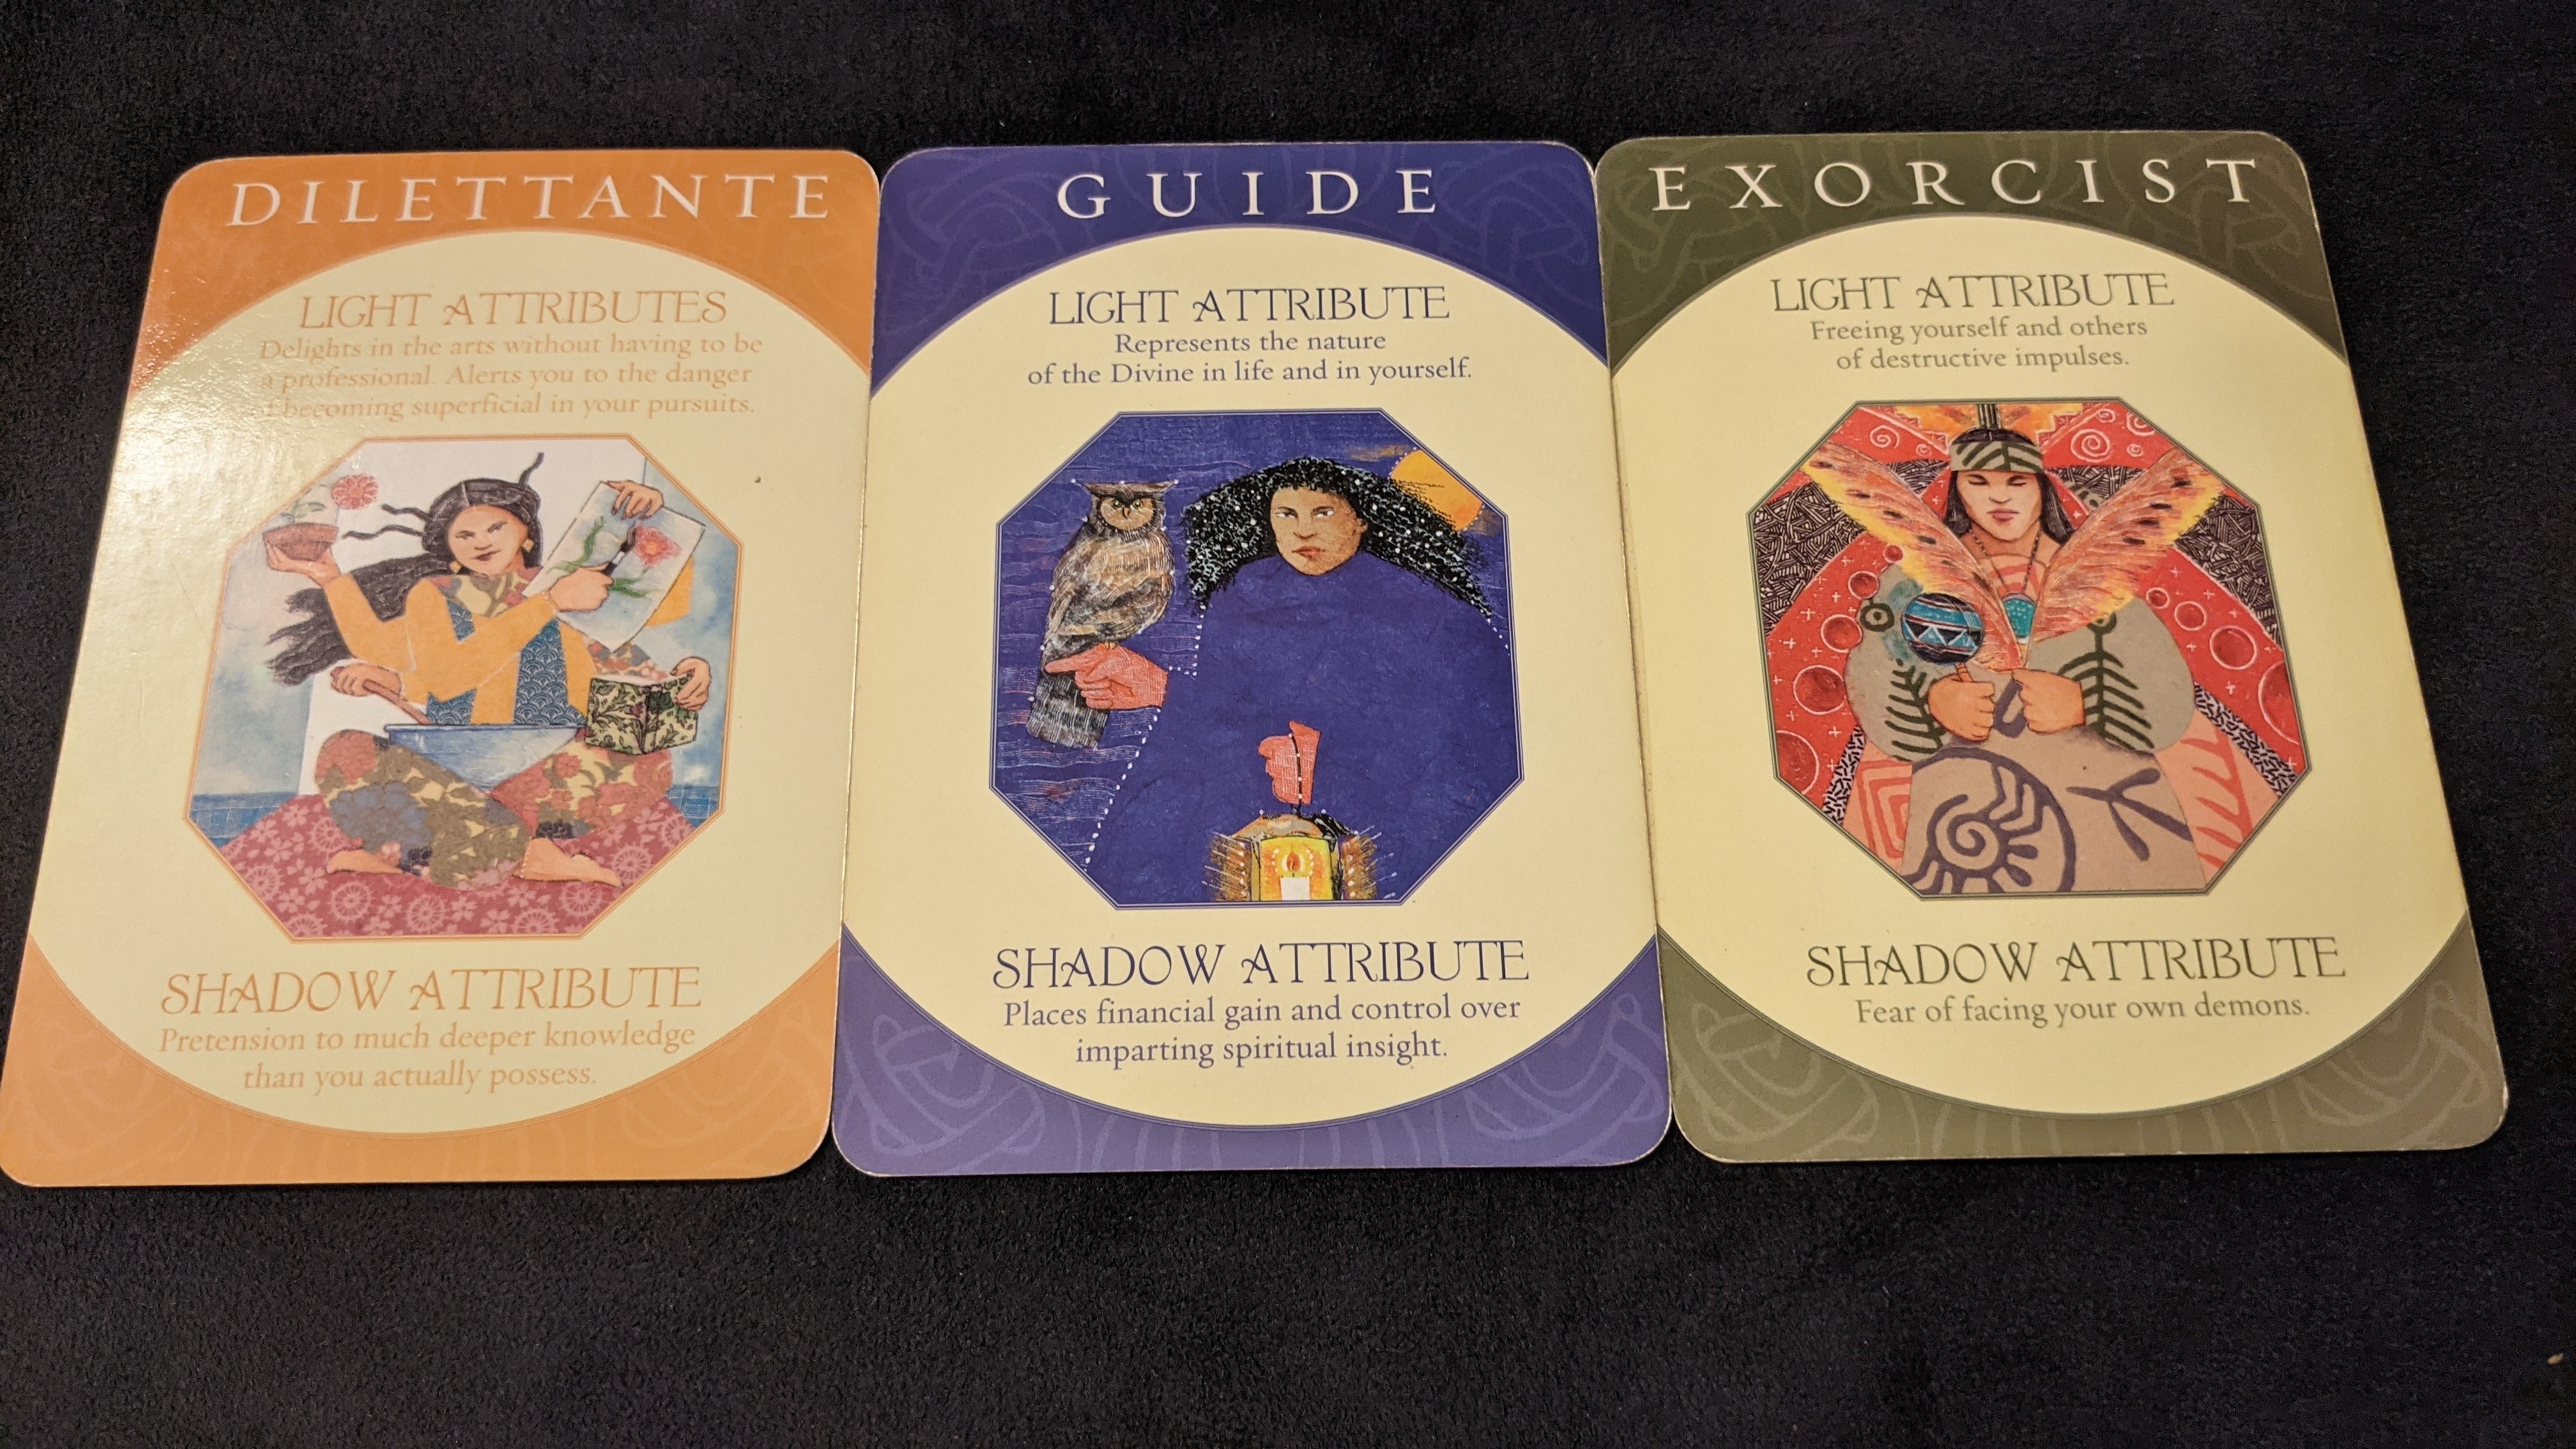 DILETTANTE
LIGHT ATTRIBUTES
Delights in the arts without having to be
a professional. Alerts you to the danger
of becoming superficial in your pursuits.
SHADOW ATTRIBUTE
Pretension to much deeper knowledge
than you actually possess.
GUIDE
LIGHT ATTRIBUTE
Represents the nature
of the Divine in life and in yourself.
SHADOW ATTRIBUTE
Places financial gain and control over
imparting spiritual insight.
EXORCIST
LIGHT ATTRIBUTE
Freeing yourself and others
of destructive impulses.
SHADOW ATTRIBUTE
Fear of facing your own demons.